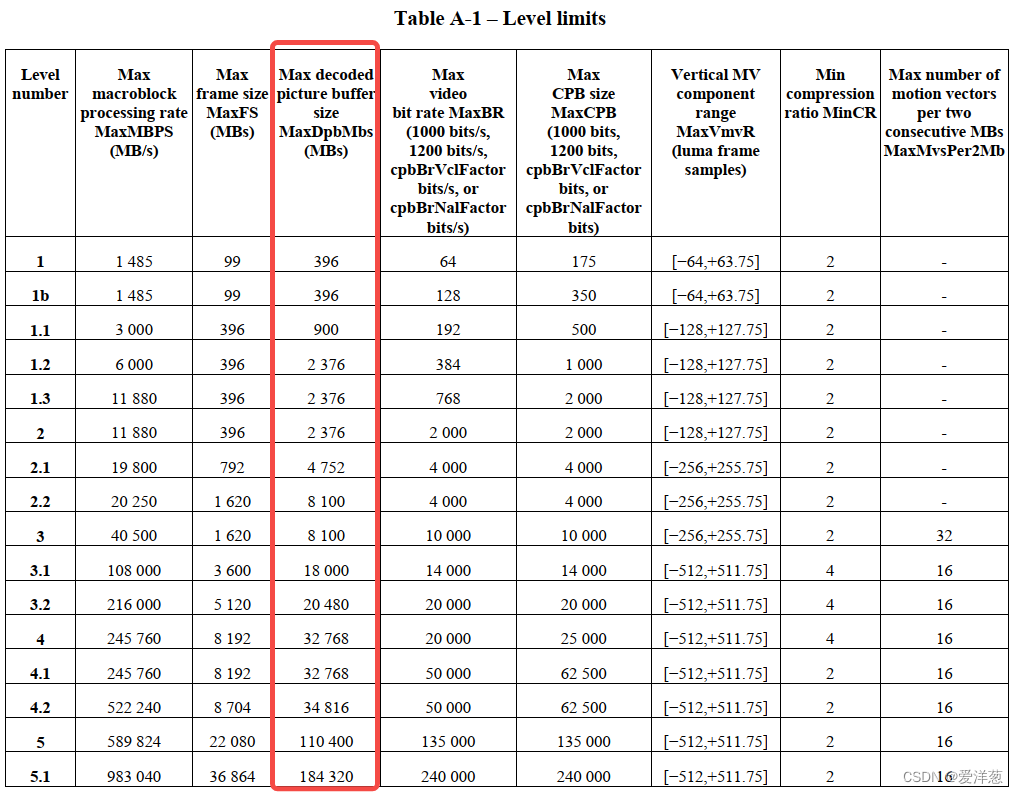 Table A-1 – Level limits
Level number | Max macroblock processing rate MaxMBPS (MB/s) | Max frame size MaxFS (MBs) | Max decoded picture buffer size MaxDpbMbs (MBs) | Max video bit rate MaxBR (1000 bits/s, 1200 bits/s, cpbBrVclFactor bits/s, or cpbBrNalFactor bits/s) | Max CPB size MaxCPB (1000 bits, 1200 bits, cpbBrVclFactor bits, or cpbBrNalFactor bits) | Vertical MV component range MaxVmvR (luma frame samples) | Min compression ratio MinCR | Max number of motion vectors per two consecutive MBs MaxMvsPer2Mb
1 | 1 485 | 99 | 396 | 64 | 175 | [−64,+63.75] | 2 | -
1b | 1 485 | 99 | 396 | 128 | 350 | [−64,+63.75] | 2 | -
1.1 | 3 000 | 396 | 900 | 192 | 500 | [−128,+127.75] | 2 | -
1.2 | 6 000 | 396 | 2 376 | 384 | 1 000 | [−128,+127.75] | 2 | -
1.3 | 11 880 | 396 | 2 376 | 768 | 2 000 | [−128,+127.75] | 2 | -
2 | 11 880 | 396 | 2 376 | 2 000 | 2 000 | [−128,+127.75] | 2 | -
2.1 | 19 800 | 792 | 4 752 | 4 000 | 4 000 | [−256,+255.75] | 2 | -
2.2 | 20 250 | 1 620 | 8 100 | 4 000 | 4 000 | [−256,+255.75] | 2 | -
3 | 40 500 | 1 620 | 8 100 | 10 000 | 10 000 | [−256,+255.75] | 2 | 32
3.1 | 108 000 | 3 600 | 18 000 | 14 000 | 14 000 | [−512,+511.75] | 4 | 16
3.2 | 216 000 | 5 120 | 20 480 | 20 000 | 20 000 | [−512,+511.75] | 4 | 16
4 | 245 760 | 8 192 | 32 768 | 20 000 | 25 000 | [−512,+511.75] | 4 | 16
4.1 | 245 760 | 8 192 | 32 768 | 50 000 | 62 500 | [−512,+511.75] | 2 | 16
4.2 | 522 240 | 8 704 | 34 816 | 50 000 | 62 500 | [−512,+511.75] | 2 | 16
5 | 589 824 | 22 080 | 110 400 | 135 000 | 135 000 | [−512,+511.75] | 2 | 16
5.1 | 983 040 | 36 864 | 184 320 | 240 000 | 240 000 | [−512,+511.75] | 2 | 16
CSDN @爱洋葱